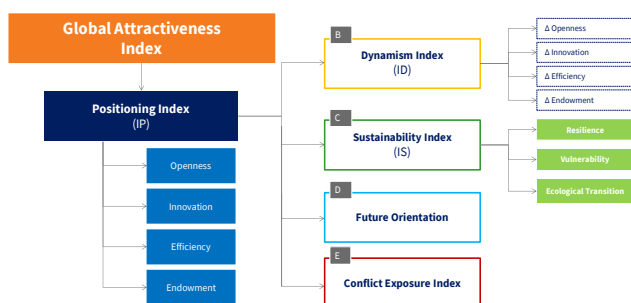 Global Attractiveness
Index
Positioning Index
(IP)
Openness
Innovation
Efficiency
Endowment
B
Dynamism Index
(ID)
Δ Openness
Δ Innovation
Δ Efficiency
Δ Endowment
C
Sustainability Index
(IS)
Resilience
Vulnerability
Ecological Transition
D
Future Orientation
E
Conflict Exposure Index